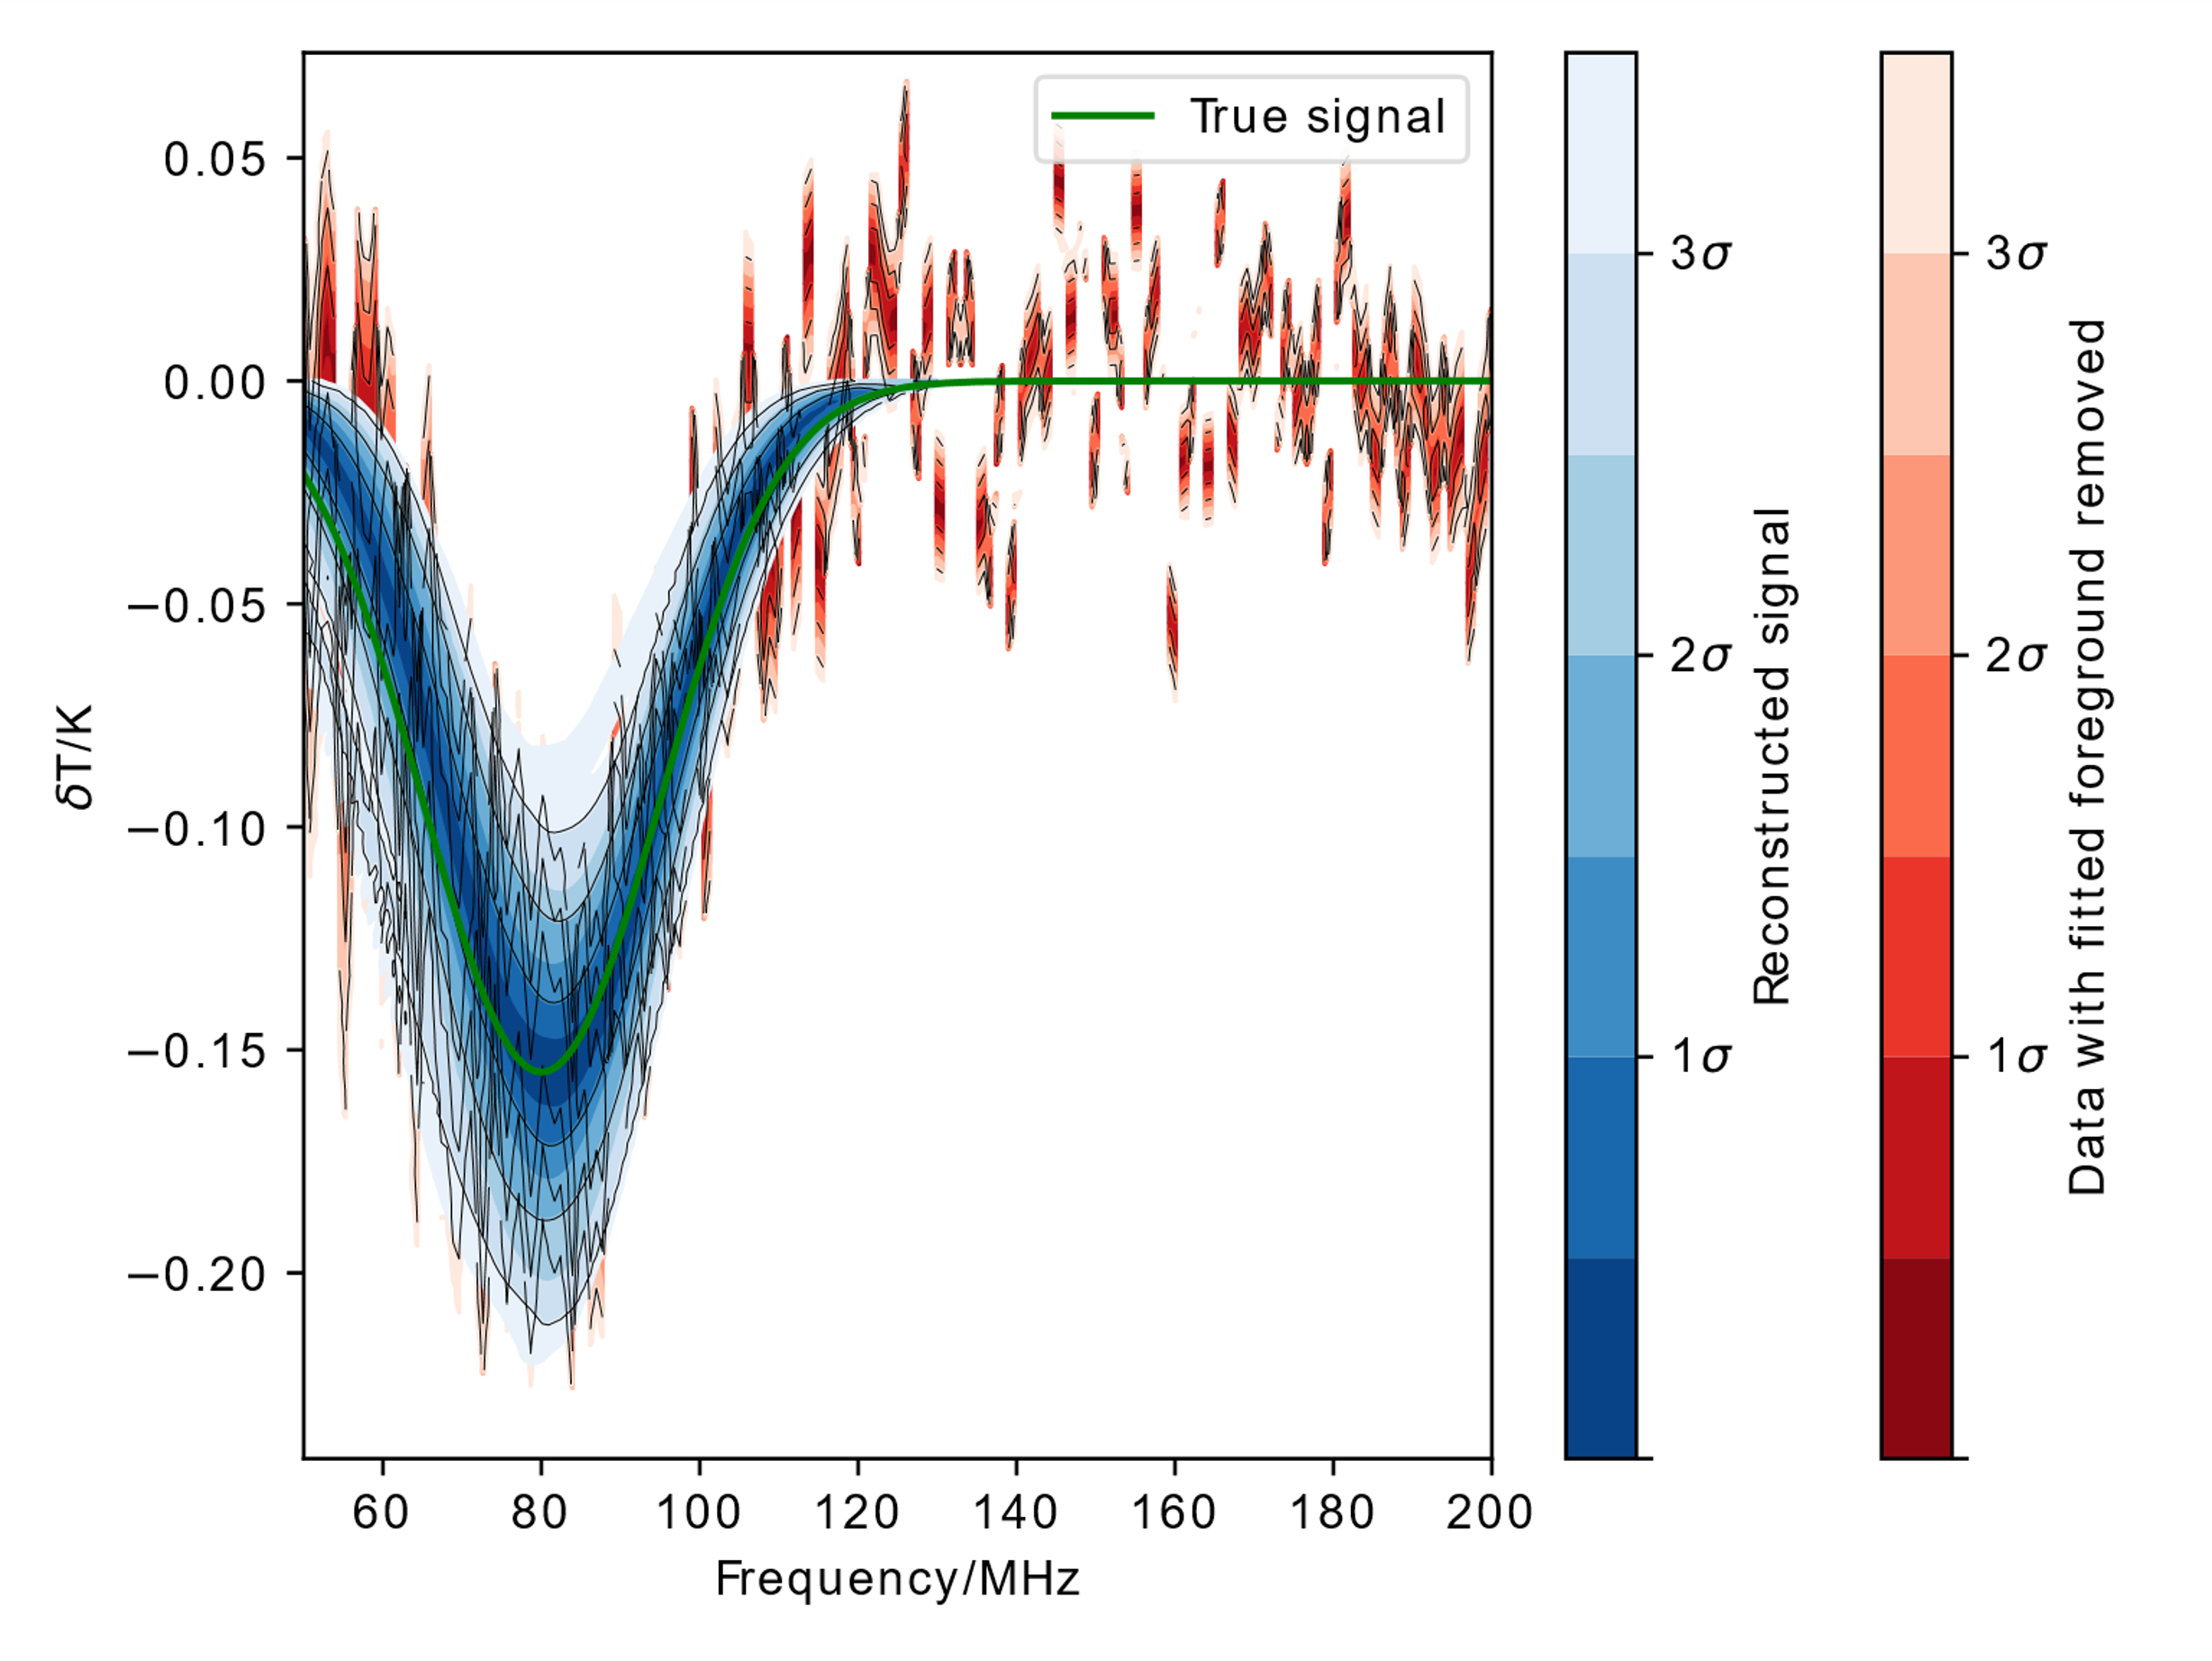 True signal
0.05
0.00
−0.05
−0.10
−0.15
−0.20
δT/K
60 80 100 120 140 160 180 200
Frequency/MHz
3σ
2σ
1σ
Reconstructed signal
3σ
2σ
1σ
Data with fitted foreground removed